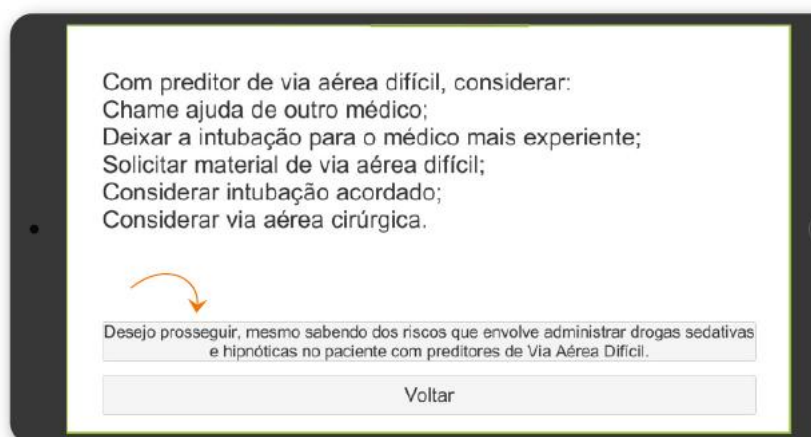 Com preditor de via aérea difícil, considerar:
Chame ajuda de outro médico;
Deixar a intubação para o médico mais experiente;
Solicitar material de via aérea difícil;
Considerar intubação acordado;
Considerar via aérea cirúrgica.
Desejo prosseguir, mesmo sabendo dos riscos que envolve administrar drogas sedativas
e hipnóticas no paciente com preditores de Via Aérea Difícil.
Voltar